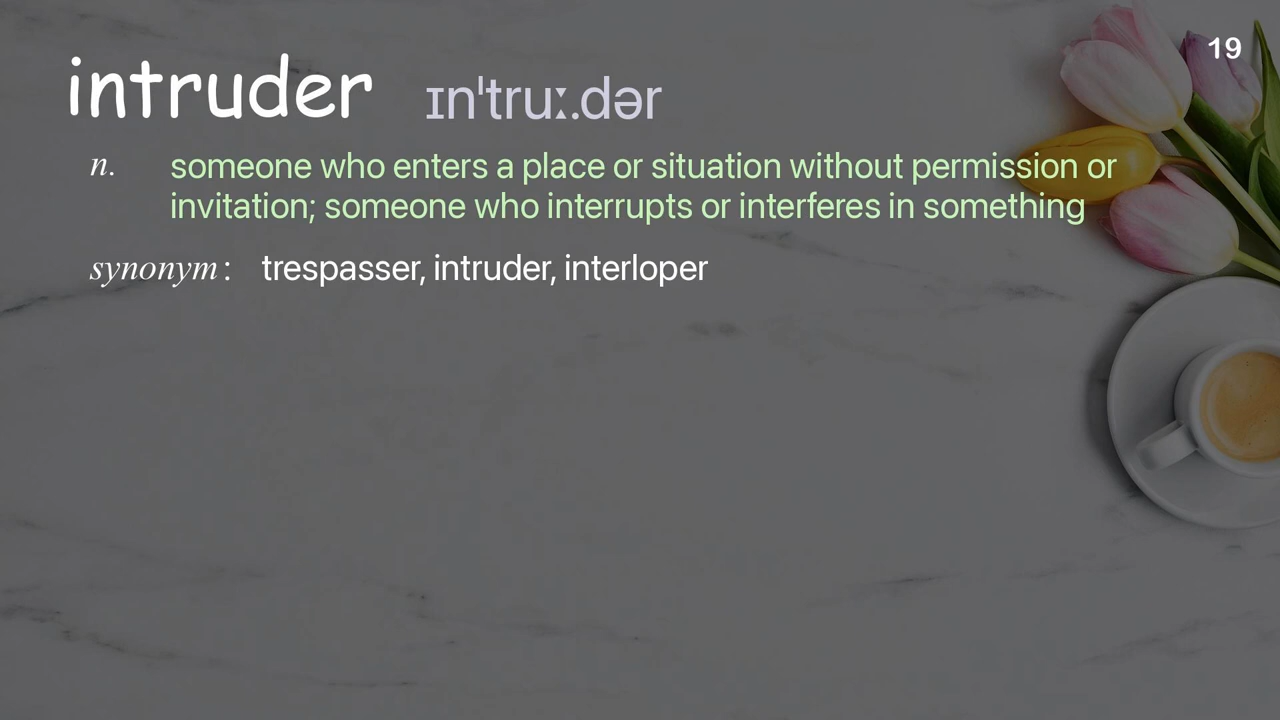 19
intruder ɪnˈtruː.dər
n. someone who enters a place or situation without permission or
invitation; someone who interrupts or interferes in something
synonym : trespasser, intruder, interloper